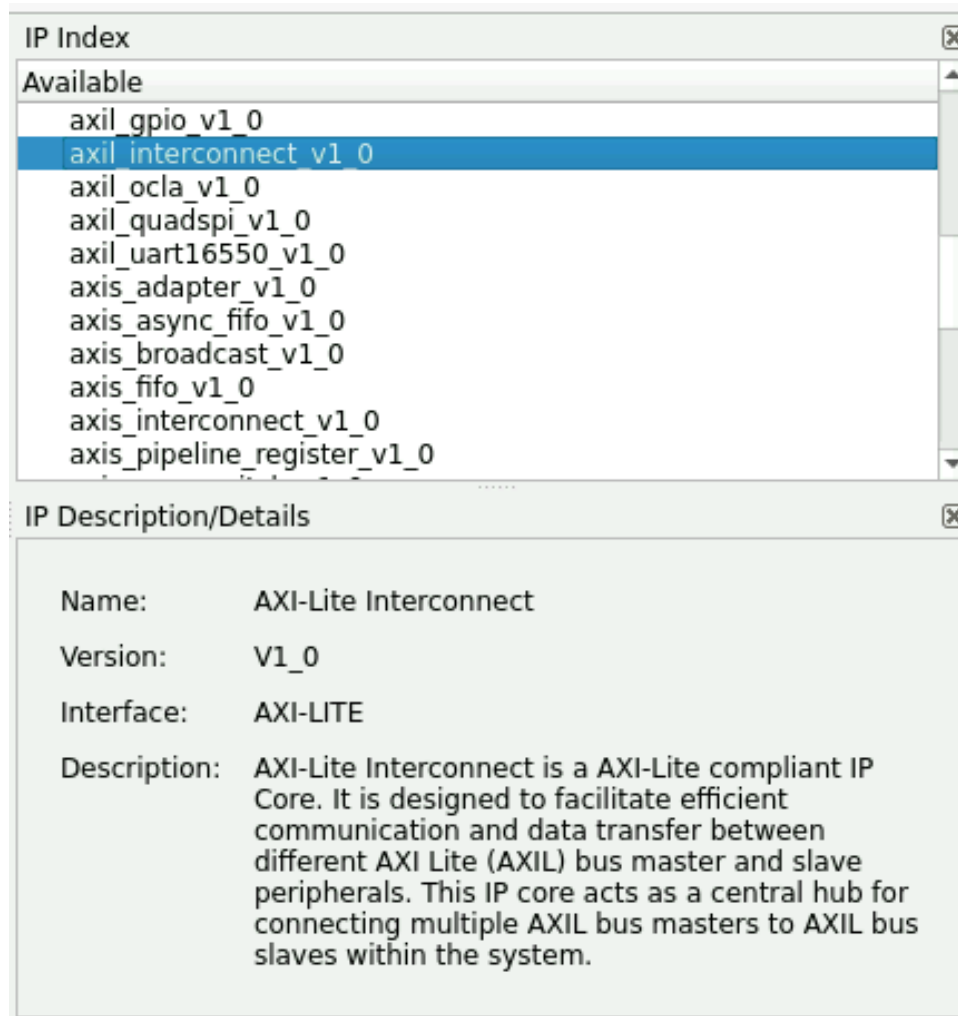 IP Index
Available
axil_gpio_v1_0
axil_interconnect_v1_0
axil_ocla_v1_0
axil_quadspi_v1_0
axil_uart16550_v1_0
axis_adapter_v1_0
axis_async_fifo_v1_0
axis_broadcast_v1_0
axis_fifo_v1_0
axis_interconnect_v1_0
axis_pipeline_register_v1_0
IP Description/Details
Name: AXI-Lite Interconnect
Version: V1_0
Interface: AXI-LITE
Description: AXI-Lite Interconnect is a AXI-Lite compliant IP
Core. It is designed to facilitate efficient
communication and data transfer between
different AXI Lite (AXIL) bus master and slave
peripherals. This IP core acts as a central hub for
connecting multiple AXIL bus masters to AXIL bus
slaves within the system.